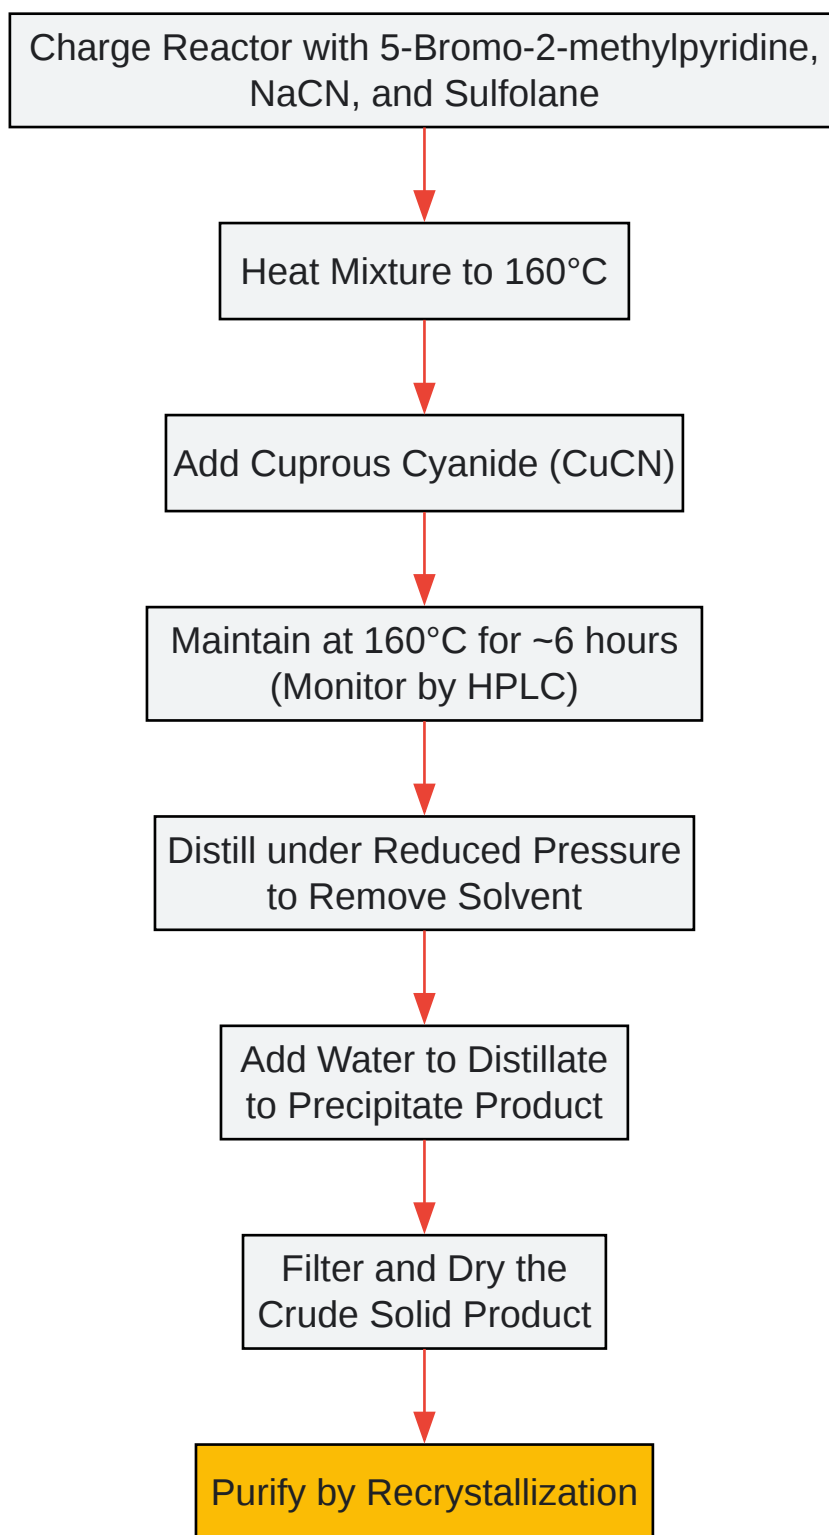 Charge Reactor with 5-Bromo-2-methylpyridine,
NaCN, and Sulfolane
Heat Mixture to 160°C
Add Cuprous Cyanide (CuCN)
Maintain at 160°C for ~6 hours
(Monitor by HPLC)
Distill under Reduced Pressure
to Remove Solvent
Add Water to Distillate
to Precipitate Product
Filter and Dry the
Crude Solid Product
Purify by Recrystallization